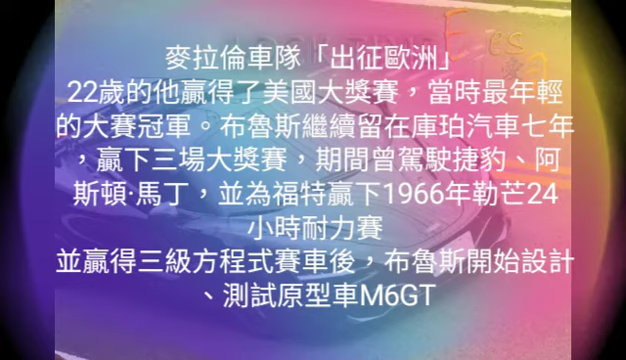 麥拉倫車隊「出征歐洲」
22歲的他贏得了美國大獎賽，當時最年輕
的大賽冠軍。布魯斯繼續留在庫珀汽車七年
，贏下三場大獎賽，期間曾駕駛捷豹、阿
斯頓·馬丁，並為福特贏下1966年勒芒24
小時耐力賽
並贏得三級方程式賽車後，布魯斯開始設計
、測試原型車M6GT